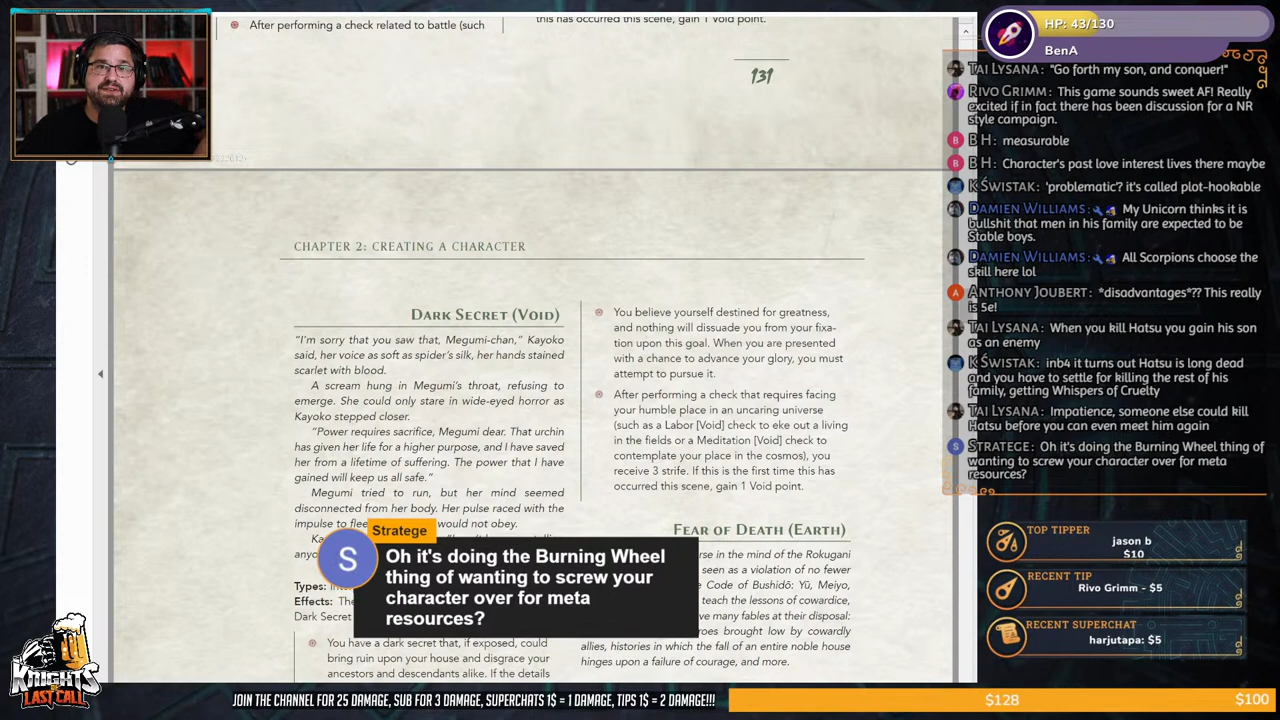 After performing a check related to battle (such
this has occurred this scene, gain 1 Void point.
131
CHAPTER 2: CREATING A CHARACTER
DARK SECRET (VOID)
"I'm sorry that you saw that, Megumi-chan," Kayoko
said, her voice as soft as spider's silk, her hands stained
scarlet with blood.
A scream hung in Megumi's throat, refusing to
emerge. She could only stare in wide-eyed horror as
Kayoko stepped closer.
"Power requires sacrifice, Megumi dear. That urchin
has given her life for a higher purpose, and I have saved
her from a lifetime of suffering. The power that I have
gained will keep us all safe."
Megumi tried to run, but her mind seemed
disconnected from her body. Her pulse raced with the
impulse to flee would not obey.
Types:
Effects: The
Dark Secret
You have a dark secret that, if exposed, could
bring ruin upon your house and disgrace your
ancestors and descendants alike. If the details
You believe yourself destined for greatness,
and nothing will dissuade you from your fixa-
tion upon this goal. When you are presented
with a chance to advance your glory, you must
attempt to pursue it.
After performing a check that requires facing
your humble place in an uncaring universe
(such as a Labor [Void] check to eke out a living
in the fields or a Meditation [Void] check to
contemplate your place in the cosmos), you
receive 3 strife. If this is the first time this has
occurred this scene, gain 1 Void point.
FEAR OF DEATH (EARTH)
in the mind of the Rokugani
seen as a violation of no fewer
Code of Bushidō: Yū, Meiyo,
teach the lessons of cowardice,
many fables at their disposal:
brought low by cowardly
allies, histories in which the fall of an entire noble house
hinges upon a failure of courage, and more.
Stratege
S
Oh it's doing the Burning Wheel
thing of wanting to screw your
character over for meta
resources?
HP: 43/130
BenA
TAI LYSANA: "Go forth my son, and conquer!"
RIVO GRIMM: This game sounds sweet AF! Really
excited if in fact there has been discussion for a NR
style campaign.
B H: measurable
B H: Character's past love interest lives there maybe
K ŚWISTAK: 'problematic'? it's called plot-hookable
DAMIEN WILLIAMS: My Unicorn thinks it is
bullshit that men in his family are expected to be
Stable boys.
DAMIEN WILLIAMS: All Scorpions choose the
skill here lol
ANTHONY JOUBERT: *disadvantages*?? This really
is 5e!
TAI LYSANA: When you kill Hatsu you gain his son
as an enemy
K ŚWISTAK: inb4 it turns out Hatsu is long dead
and you have to settle for killing the rest of his
family, getting Whispers of Cruelty
TAI LYSANA: Impatience, someone else could kill
Hatsu before you can even meet him again
STRATEGE: Oh it's doing the Burning Wheel thing of
wanting to screw your character over for meta
resources?
TOP TIPPER
jason b
$10
RECENT TIP
Rivo Grimm - $5
RECENT SUPERCHAT
harjutapa: $5
KNIGHTS
OF
LAST CALL
JOIN THE CHANNEL FOR 25 DAMAGE, SUB FOR 3 DAMAGE, SUPERCHATS 1$ = 1 DAMAGE, TIPS 1$ = 2 DAMAGE!!!
$128
$100